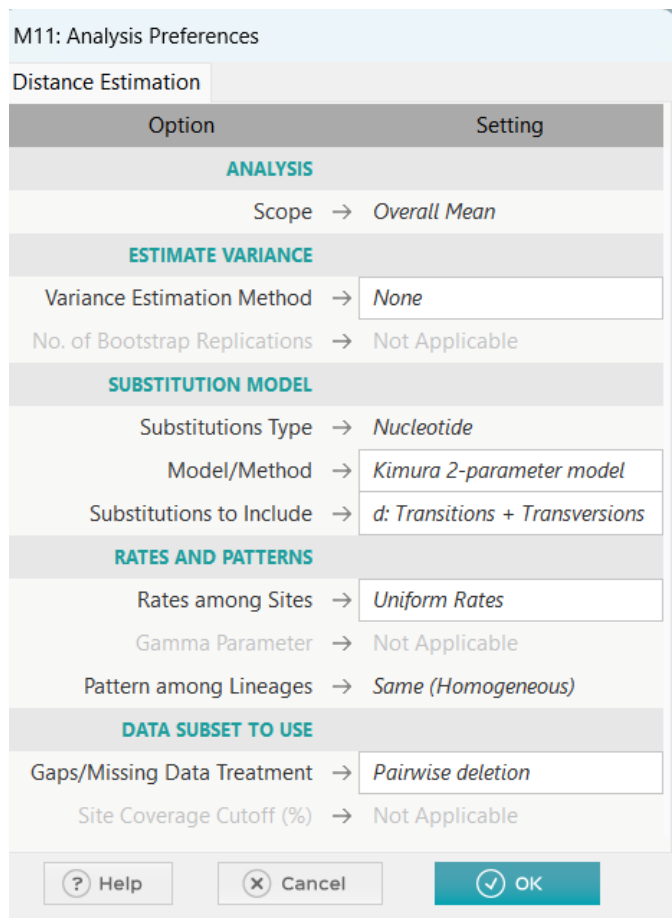 M11: Analysis Preferences
Distance Estimation
Option Setting
ANALYSIS
Scope → Overall Mean
ESTIMATE VARIANCE
Variance Estimation Method → None
No. of Bootstrap Replications → Not Applicable
SUBSTITUTION MODEL
Substitutions Type → Nucleotide
Model/Method → Kimura 2-parameter model
Substitutions to Include → d: Transitions + Transversions
RATES AND PATTERNS
Rates among Sites → Uniform Rates
Gamma Parameter → Not Applicable
Pattern among Lineages → Same (Homogeneous)
DATA SUBSET TO USE
Gaps/Missing Data Treatment → Pairwise deletion
Site Coverage Cutoff (%) → Not Applicable
? Help Cancel OK